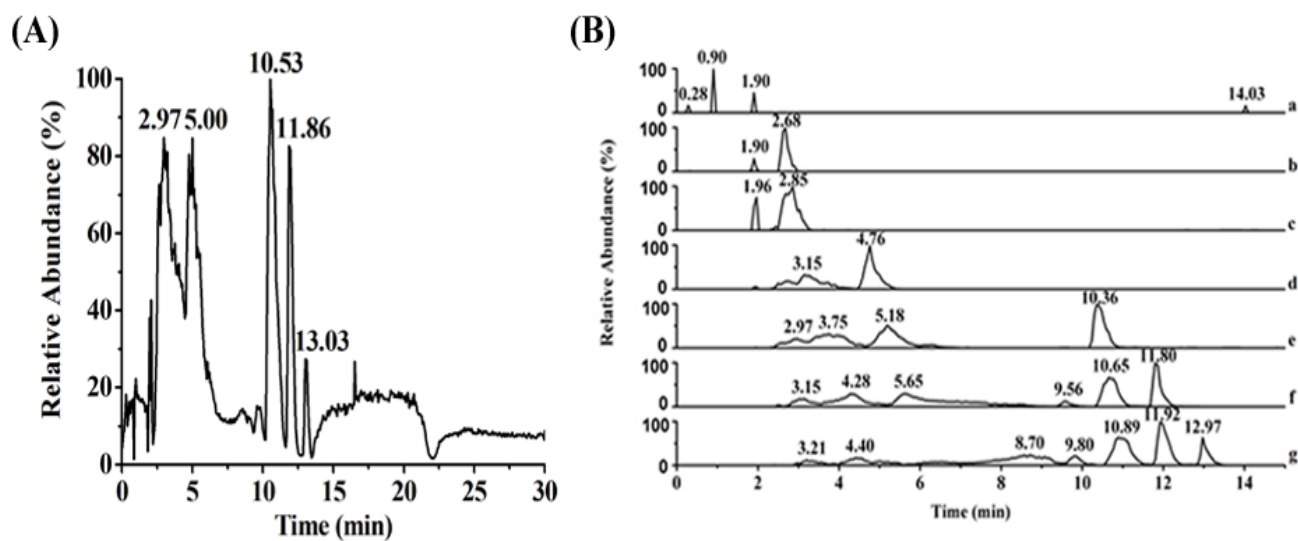 (A)
10.53
2.97 5.00
11.86
13.03
Relative Abundance (%)
100
80
60
40
20
0
0 5 10 15 20 25 30
Time (min)
(B)
Relative Abundance (%)
100
0
0.28 0.90 1.90 14.03
a
100
0
1.90 2.68
b
100
0
1.96 2.85
c
100
0
3.15 4.76
d
100
0
2.97 3.75 5.18 10.36
e
100
0
3.15 4.28 5.65 9.56 10.65 11.80
f
100
0
3.21 4.40 8.70 9.80 10.89 11.92 12.97
g
0 2 4 6 8 10 12 14
Time (min)